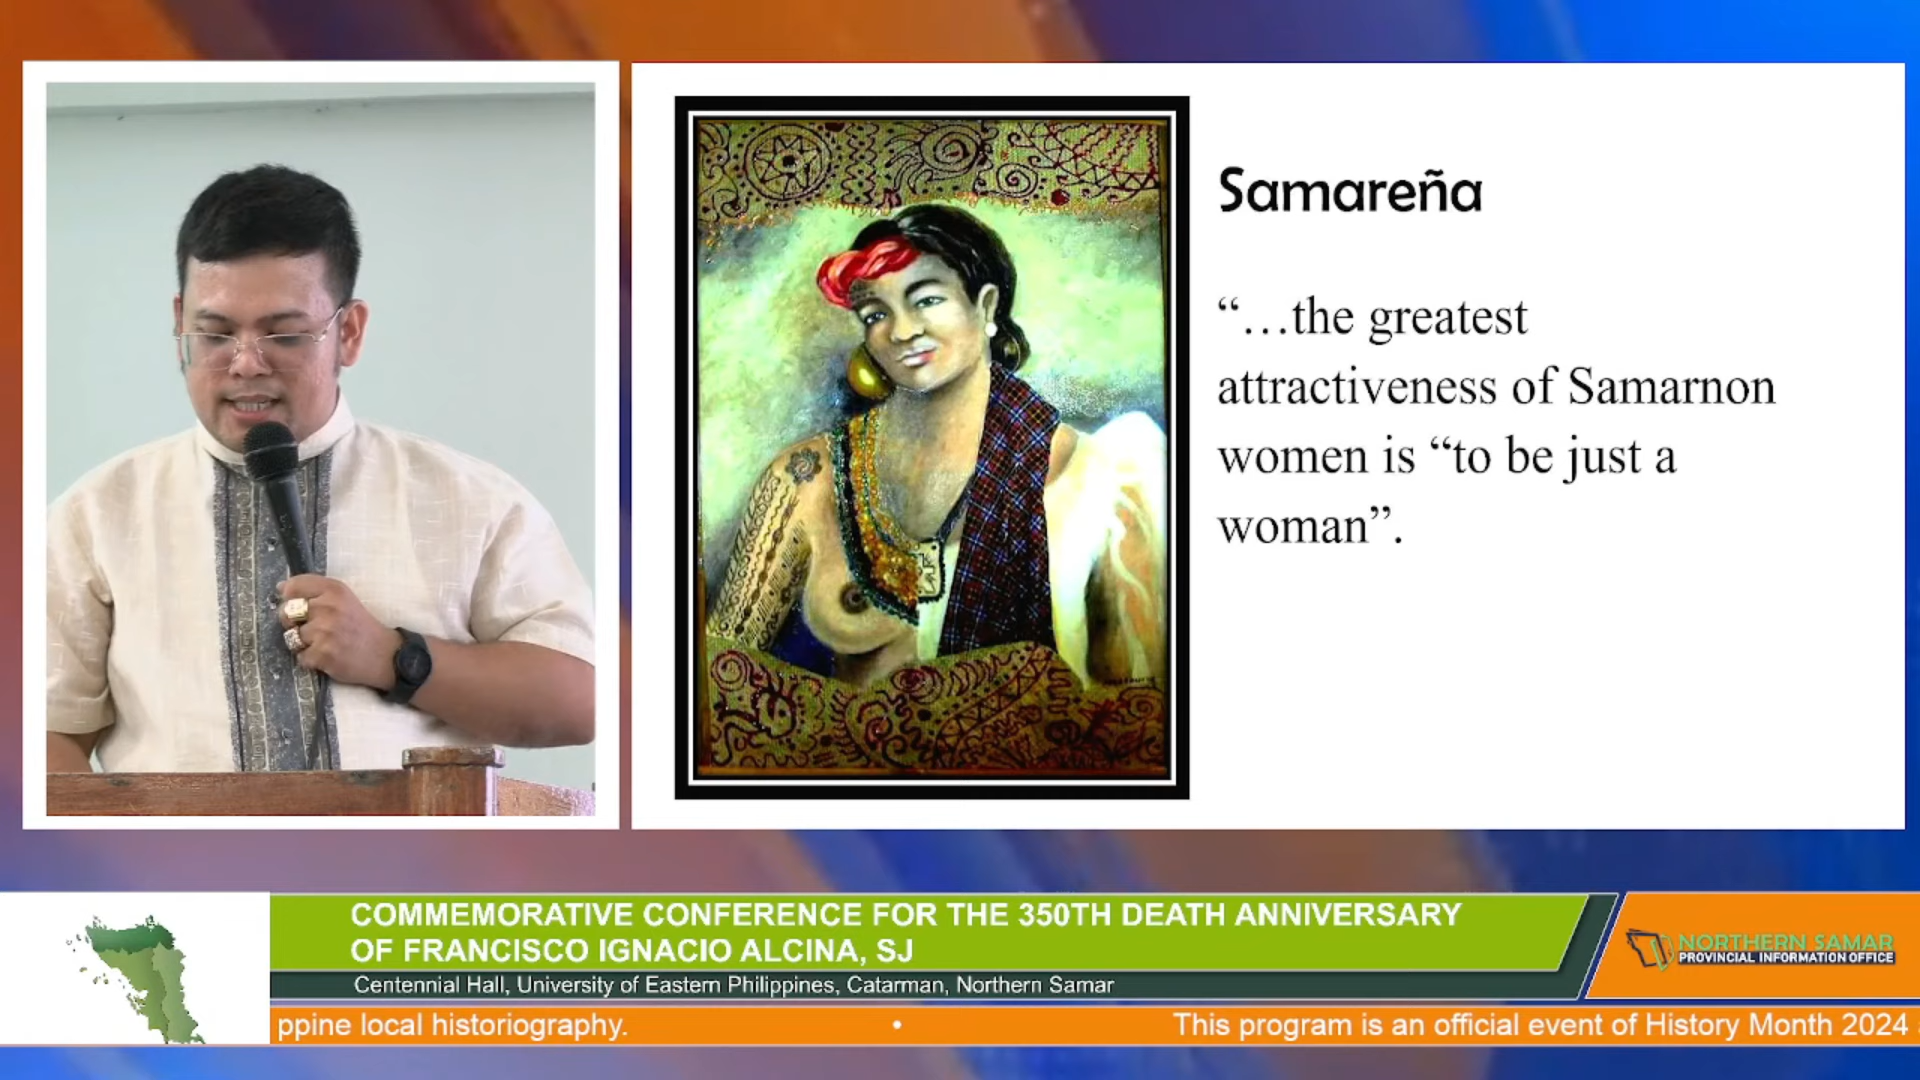 Samareña
“…the greatest
attractiveness of Samarnon
women is “to be just a
woman”.
COMMEMORATIVE CONFERENCE FOR THE 350TH DEATH ANNIVERSARY
OF FRANCISCO IGNACIO ALCINA, SJ
Centennial Hall, University of Eastern Philippines, Catarman, Northern Samar
NORTHERN SAMAR
PROVINCIAL INFORMATION OFFICE
ppine local historiography. • This program is an official event of History Month 2024